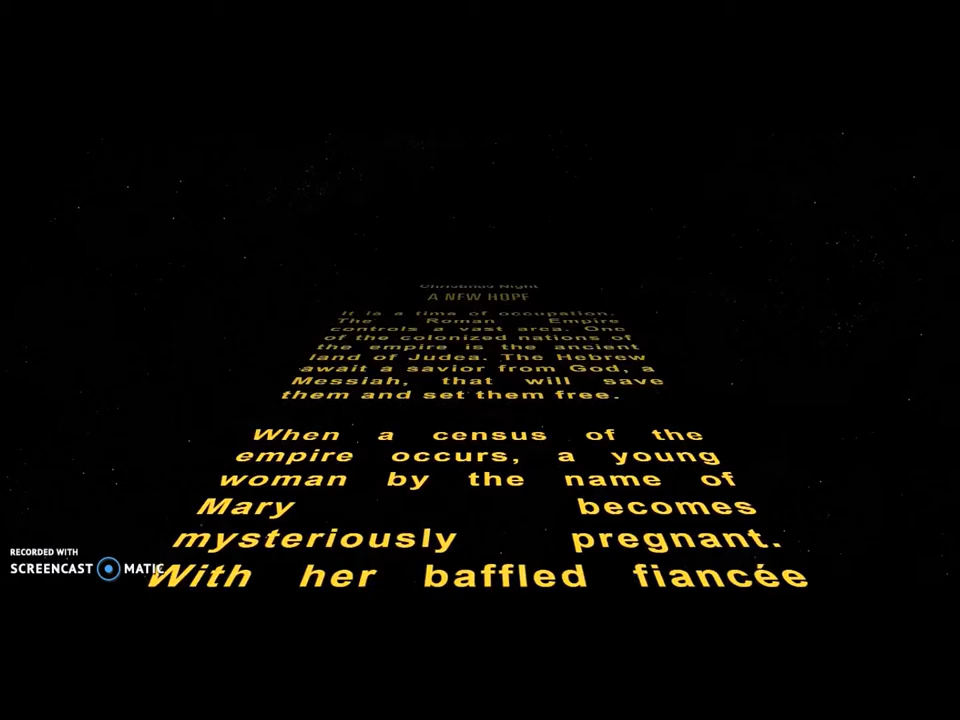 Christmas Night
A NEW HOPE
It is a time of occupation.
The Roman Empire
controls a vast area. One
of the colonized nations of
the empire is the ancient
land of Judea. The Hebrew
await a savior from God, a
Messiah, that will save
them and set them free.
When a census of the
empire occurs, a young
woman by the name of
Mary becomes
mysteriously pregnant.
With her baffled fiancée
RECORDED WITH
SCREENCAST MATIC